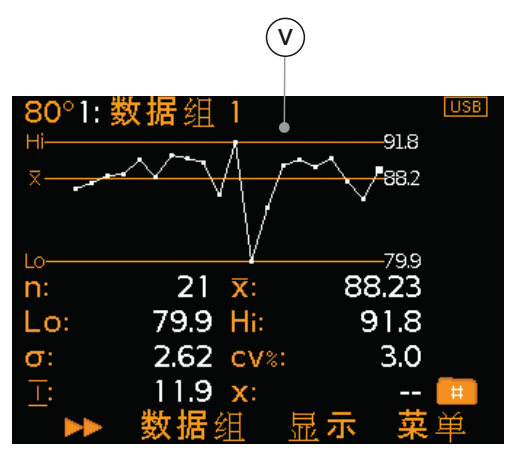 V
80°1: 数据组 1 USB
Hi 91.8
x̅ 88.2
Lo 79.9
n: 21 x̅: 88.23
Lo: 79.9 Hi: 91.8
σ: 2.62 cv%: 3.0
工: 11.9 x: -- #
数据组 显示 菜单